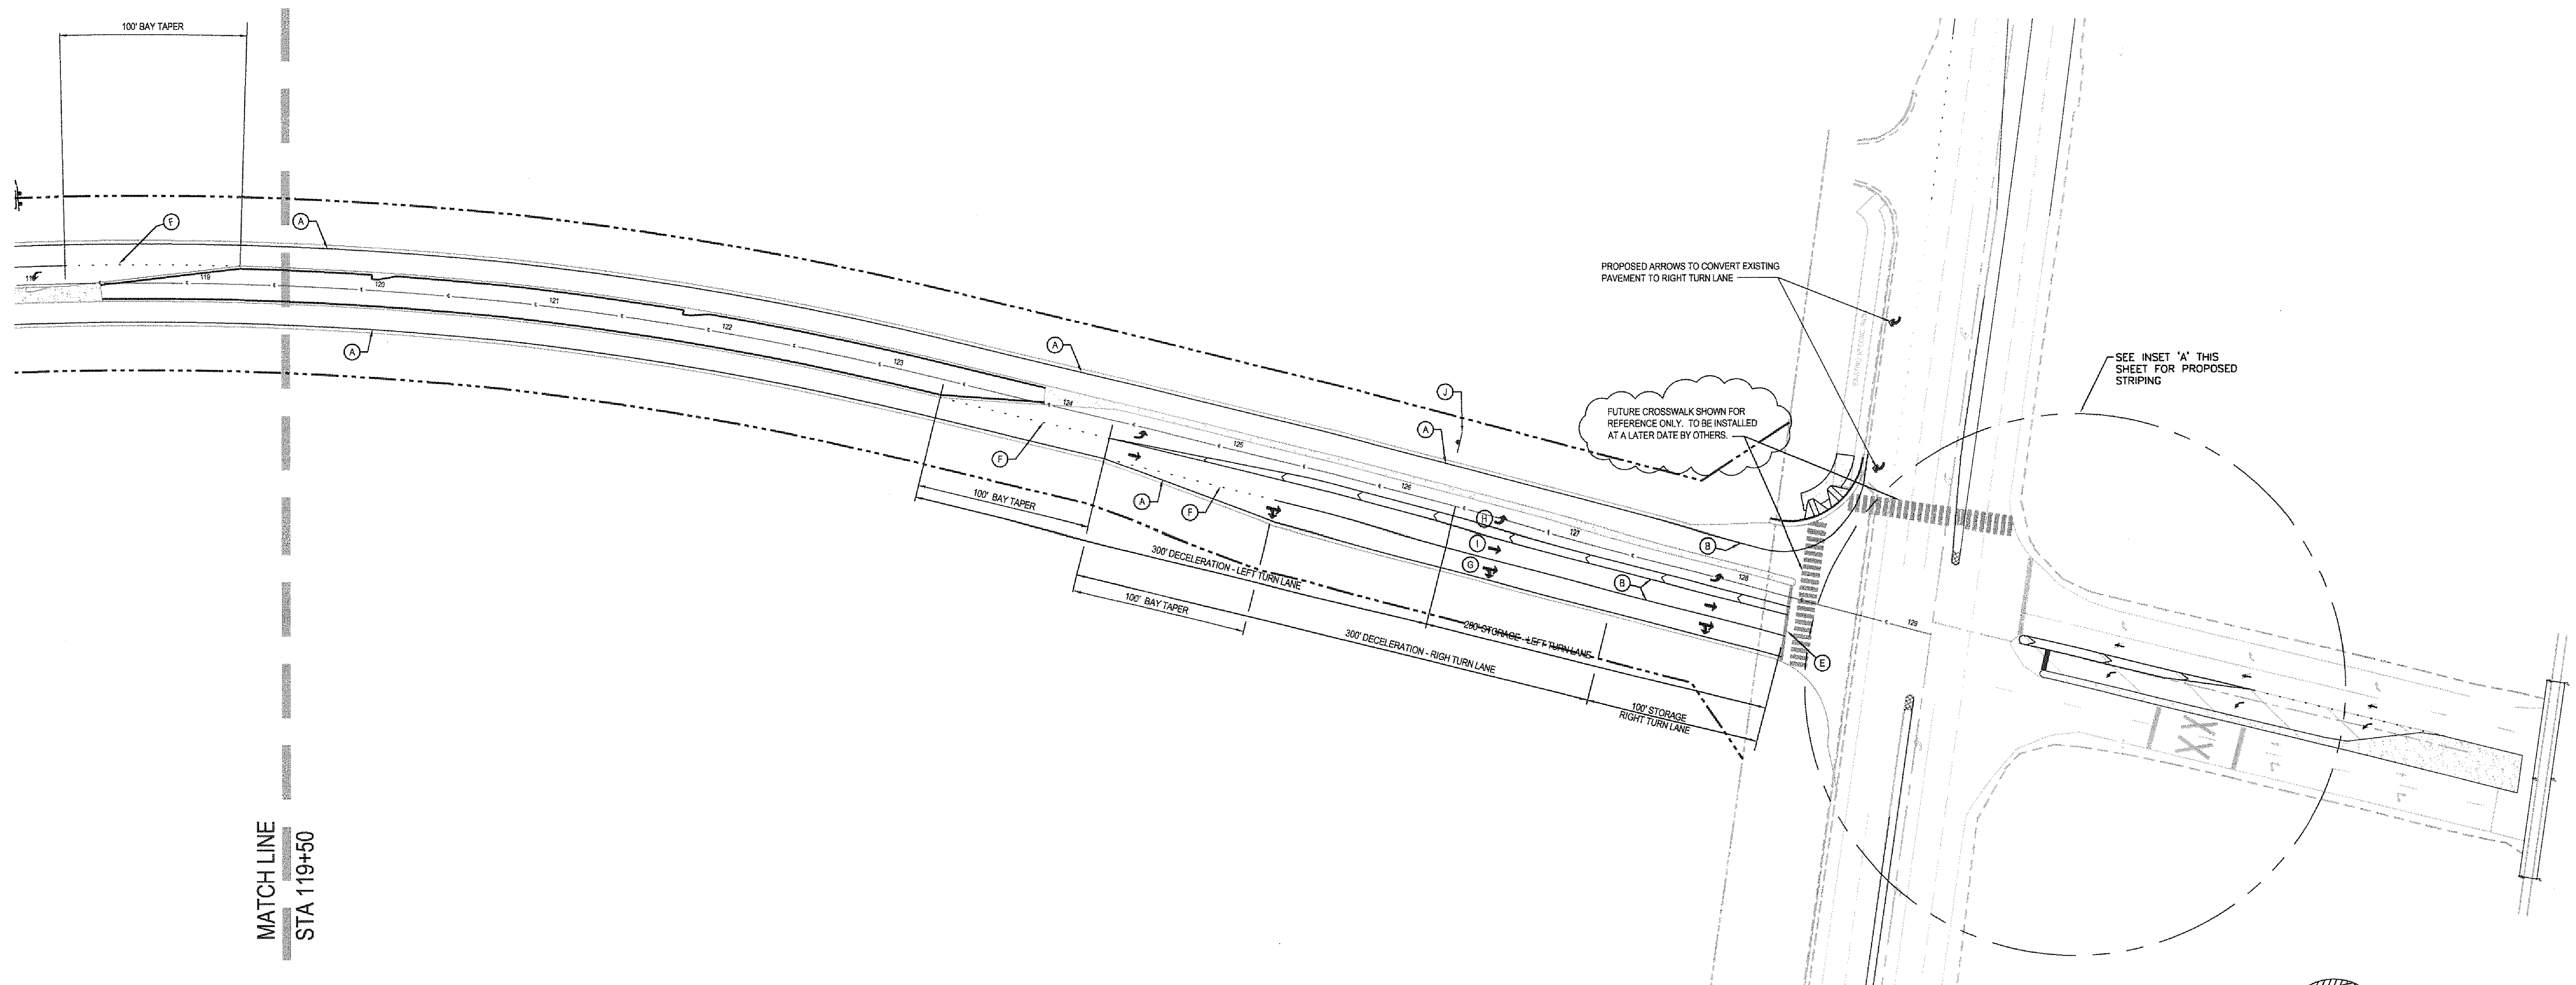 100' BAY TAPER
F
A
119
120
121
122
123
124
125
126
127
128
129
A
A
J
A
F
A
F
H
I
G
B
B
E
PROPOSED ARROWS TO CONVERT EXISTING
PAVEMENT TO RIGHT TURN LANE
FUTURE CROSSWALK SHOWN FOR
REFERENCE ONLY. TO BE INSTALLED
AT A LATER DATE BY OTHERS.
SEE INSET 'A' THIS
SHEET FOR PROPOSED
STRIPING
100' BAY TAPER
300' DECELERATION - LEFT TURN LANE
100' BAY TAPER
300' DECELERATION - RIGH TURN LANE
280' STORAGE - LEFT TURN LANE
100' STORAGE
RIGHT TURN LANE
MATCH LINE
STA 119+50